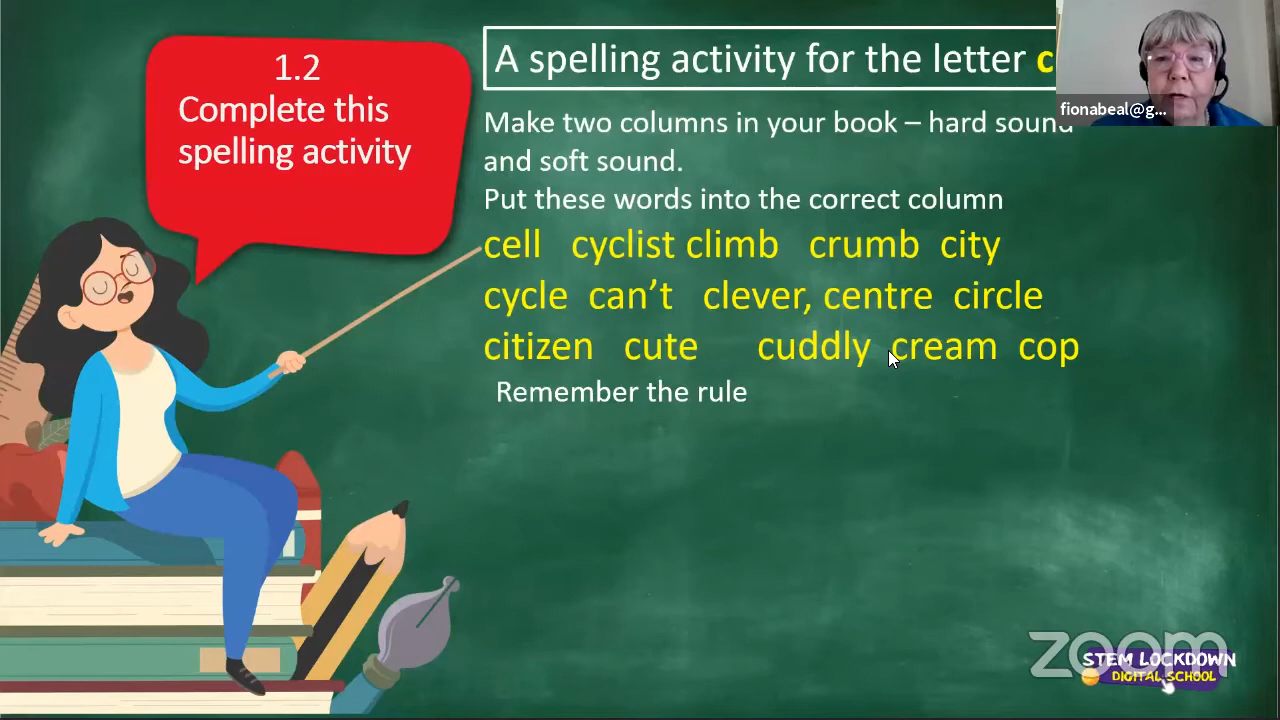 1.2
Complete this
spelling activity
A spelling activity for the letter c
fionabeal@g...
Make two columns in your book – hard sound
and soft sound.
Put these words into the correct column
cell cyclist climb crumb city
cycle can't clever, centre circle
citizen cute cuddly cream cop
Remember the rule
zoom
STEM LOCKDOWN
DIGITAL SCHOOL